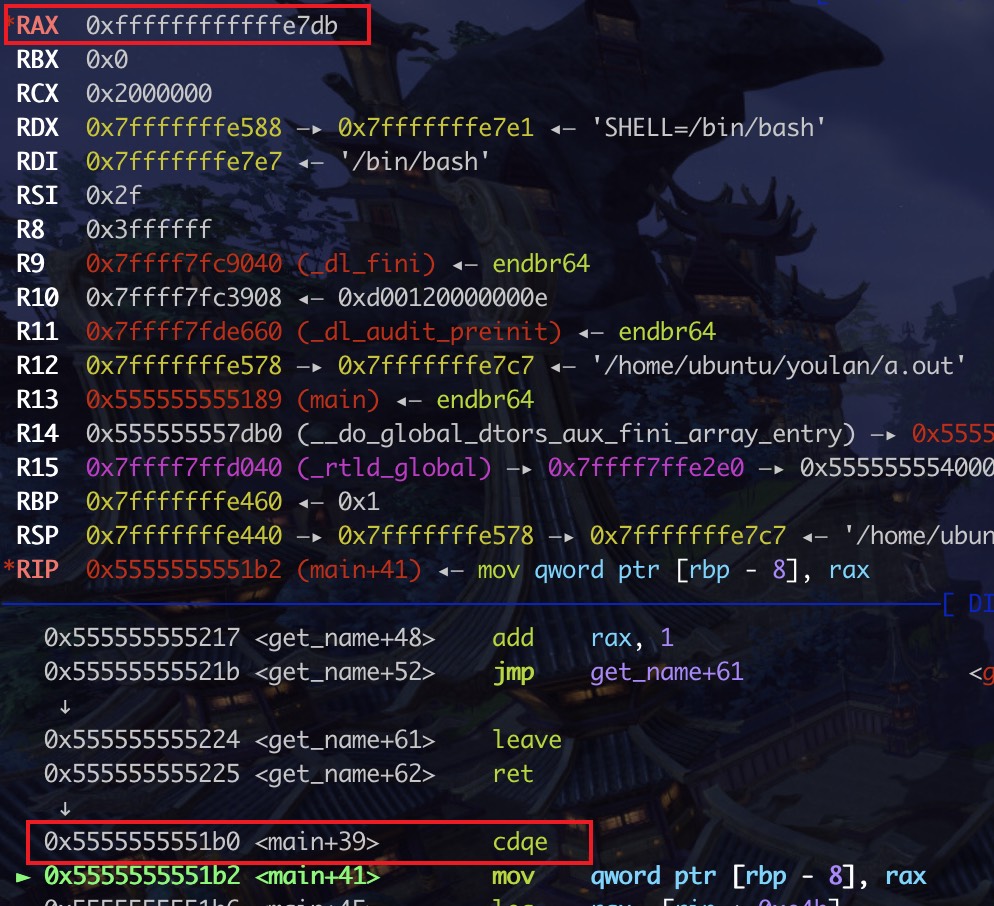 *RAX 0xffffffffffffe7db
RBX 0x0
RCX 0x2000000
RDX 0x7fffffffe588 —▸ 0x7fffffffe7e1 ◂— 'SHELL=/bin/bash'
RDI 0x7fffffffe7e7 ◂— '/bin/bash'
RSI 0x2f
R8 0x3ffffff
R9 0x7ffff7fc9040 (_dl_fini) ◂— endbr64
R10 0x7ffff7fc3908 ◂— 0xd00120000000e
R11 0x7ffff7fde660 (_dl_audit_preinit) ◂— endbr64
R12 0x7fffffffe578 —▸ 0x7fffffffe7c7 ◂— '/home/ubuntu/youlan/a.out'
R13 0x555555555189 (main) ◂— endbr64
R14 0x555555557db0 (__do_global_dtors_aux_fini_array_entry) —▸ 0x5555
R15 0x7ffff7ffd040 (_rtld_global) —▸ 0x7ffff7ffe2e0 —▸ 0x555555554000
RBP 0x7fffffffe460 ◂— 0x1
RSP 0x7fffffffe440 —▸ 0x7fffffffe578 —▸ 0x7fffffffe7c7 ◂— '/home/ubun
*RIP 0x5555555551b2 (main+41) ◂— mov qword ptr [rbp - 8], rax
[ DI
0x555555555217 <get_name+48> add rax, 1
0x55555555521b <get_name+52> jmp get_name+61 <g
↓
0x555555555224 <get_name+61> leave
0x555555555225 <get_name+62> ret
↓
0x5555555551b0 <main+39> cdqe
► 0x5555555551b2 <main+41> mov qword ptr [rbp - 8], rax